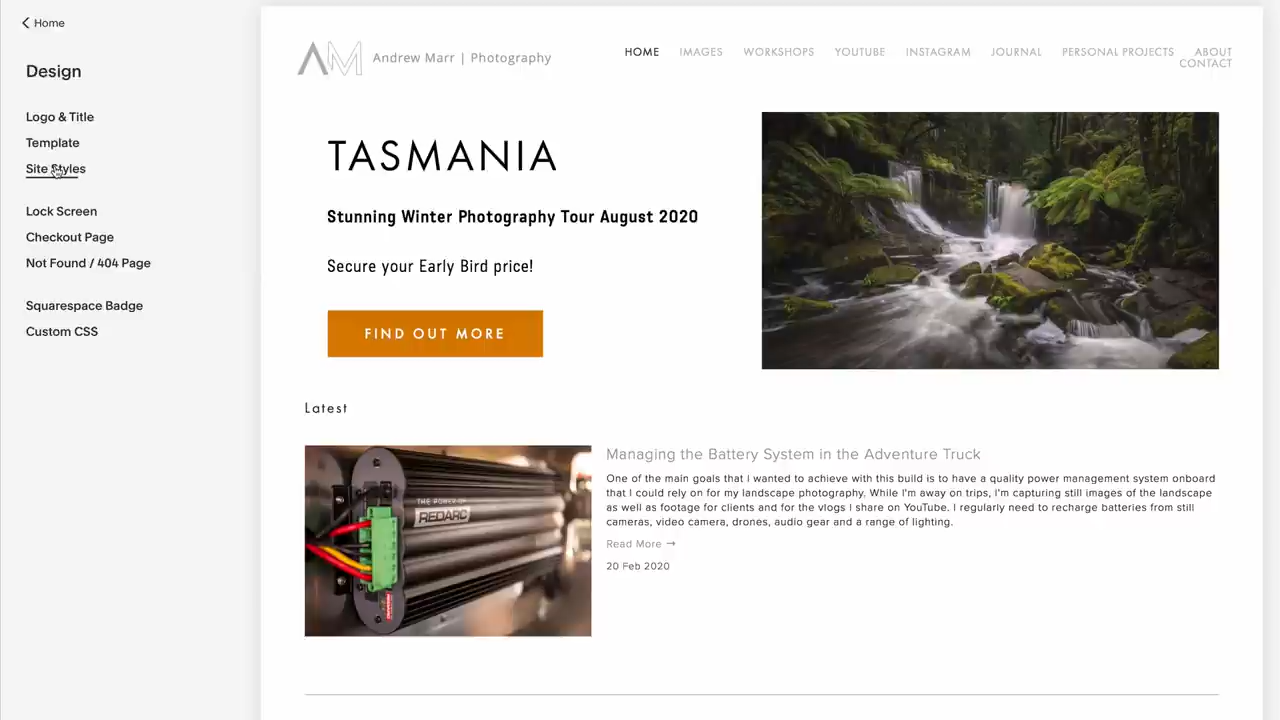 Home
Design
Logo & Title
Template
Site Styles
Lock Screen
Checkout Page
Not Found / 404 Page
Squarespace Badge
Custom CSS
AM Andrew Marr | Photography
HOME IMAGES WORKSHOPS YOUTUBE INSTAGRAM JOURNAL PERSONAL PROJECTS ABOUT
CONTACT
TASMANIA
Stunning Winter Photography Tour August 2020
Secure your Early Bird price!
FIND OUT MORE
Latest
THE POWER OF
REDARC
Managing the Battery System in the Adventure Truck
One of the main goals that I wanted to achieve with this build is to have a quality power management system onboard
that I could rely on for my landscape photography. While I'm away on trips, I'm capturing still images of the landscape
as well as footage for clients and for the vlogs I share on YouTube. I regularly need to recharge batteries from still
cameras, video camera, drones, audio gear and a range of lighting.
Read More →
20 Feb 2020